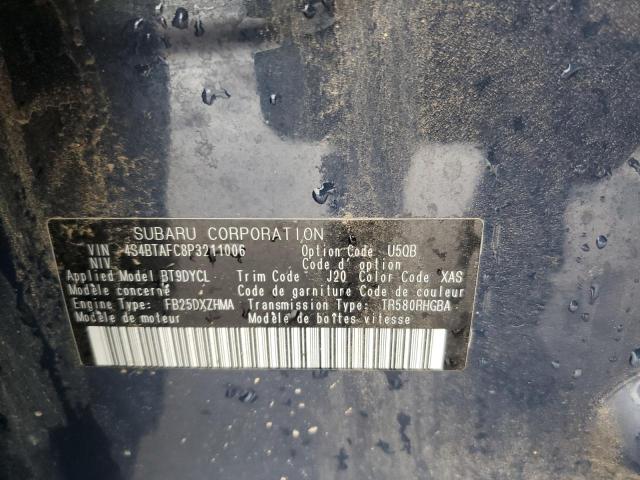 SUBARU CORPORATION
VIN 4S4BTAFC8P3211006 Option Code U5QB
NIV Code d'option
Applied Model BT9DYCL Trim Code J20 Color Code XAS
Modèle concerné Code de garniture Code de couleur
Engine Type: FB25DXZHMA Transmission Type: TR580RHGBA
Modèle de moteur Modèle de boîtes vitesse